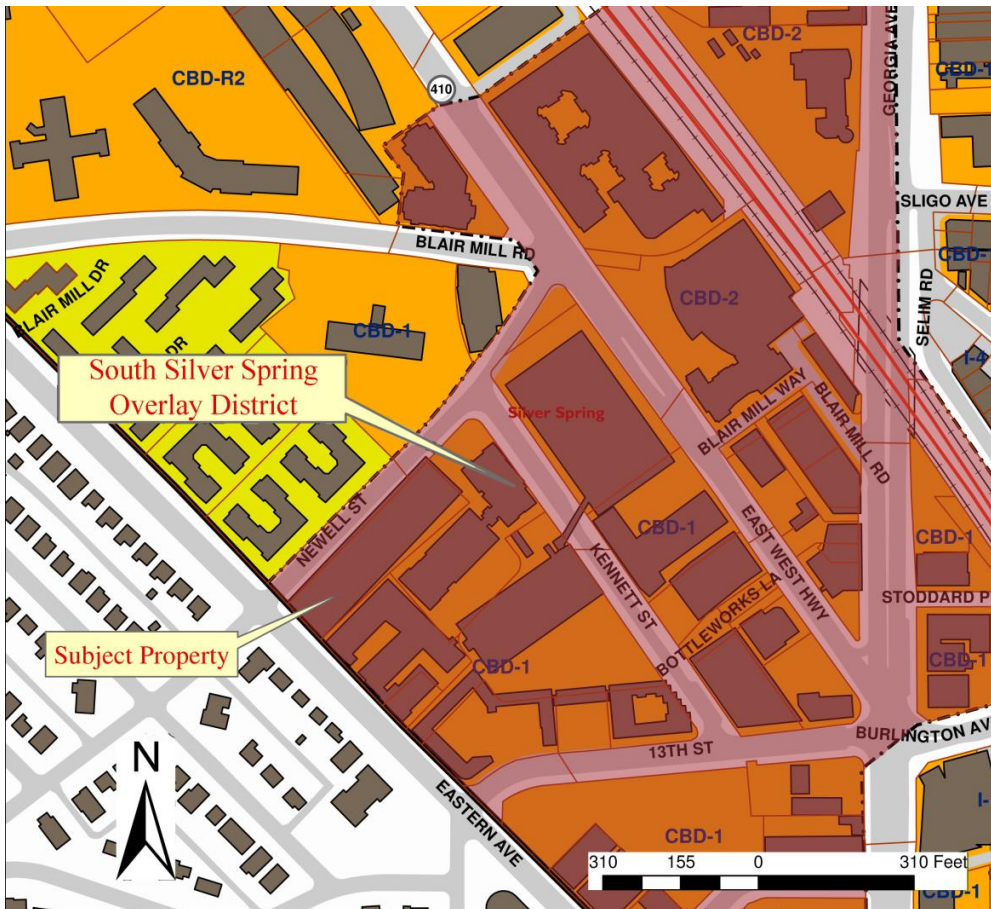 CBD-2
GEORGIA AVE
CBD-1
CBD-R2
410
SLIGO AVE
BLAIR MILL RD
CBD-
BLAIR MILL DR
SELIM RD
CBD-2
CBD-1
DR
I-4
South Silver Spring
Overlay District
Silver Spring
BLAIR MILL WAY
BLAIR MILL RD
NEWELL ST
CBD-1
EAST WEST HWY
CBD-1
KENNETT ST
BOTTLEWORKS LA
STODDARD P
Subject Property
CBD-1
CBD-1
BURLINGTON AV
13TH ST
N
EASTERN AVE
I-
CBD-1
310 155 0 310 Feet
CBD-1